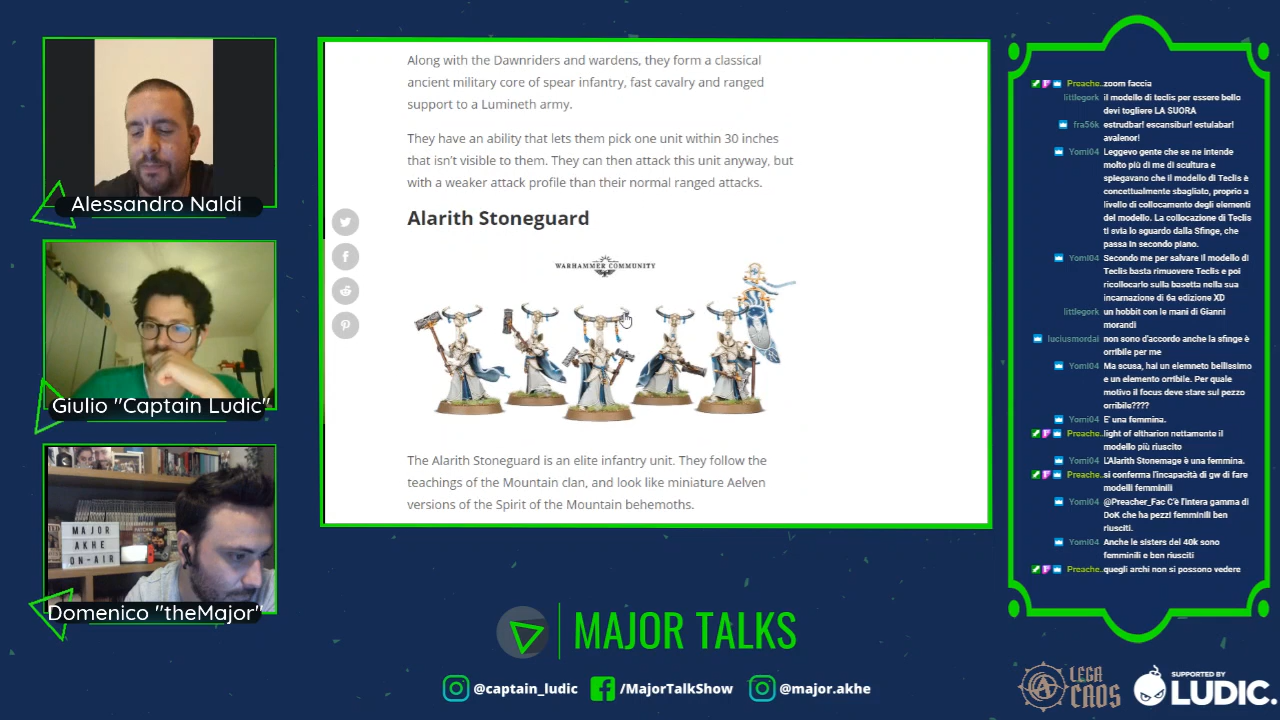 Alessandro Naldi
Giulio "Captain Ludic"
MAJOR
AKHE
ON-AIR
Domenico "theMajor"
Along with the Dawnriders and wardens, they form a classical
ancient military core of spear infantry, fast cavalry and ranged
support to a Lumineth army.
They have an ability that lets them pick one unit within 30 inches
that isn't visible to them. They can then attack this unit anyway, but
with a weaker attack profile than their normal ranged attacks.
Alarith Stoneguard
WARHAMMER COMMUNITY
The Alarith Stoneguard is an elite infantry unit. They follow the
teachings of the Mountain clan, and look like miniature Aelven
versions of the Spirit of the Mountain behemoths.
MAJOR TALKS
@captain_ludic
/MajorTalkShow
@major.akhe
Preache.. zoom faccia
littlegork il modello di teclis per essere bello
devi togliere LA SUORA
fra56k estrudbar! escansibur! estulabar!
avalenor!
Yomi04 Leggevo gente che se ne intende
molto più di me di scultura e
spiegavano che il modello di Teclis è
concettualmente sbagliato, proprio a
livello di collocamento degli elementi
del modello. La collocazione di Teclis
ti svia lo sguardo dalla Sfinge, che
passa in secondo piano.
Yomi04 Secondo me per salvare il modello di
Teclis basta rimuovere Teclis e poi
ricollocarlo sulla basetta nella sua
incarnazione di 6a edizione XD
littlegork un hobbit con le mani di Gianni
morandi
luciusmordai non sono d'accordo anche la sfinge è
orribile per me
Yomi04 Ma scusa, hai un elemneto bellissimo
e un elemento orribile. Per quale
motivo il focus deve stare sul pezzo
orribile????
Yomi04 E' una femmina.
Preache.. light of eltharion nettamente il
modello più riuscito
Yomi04 L'Alarith Stonemage è una femmina.
Preache.. si conferma l'incapacità di gw di fare
modelli femminili
Yomi04 @Preacher_Fac C'è l'intera gamma di
DoK che ha pezzi femminili ben
riusciti.
Yomi04 Anche le sisters del 40k sono
femminili e ben riusciti
Preache.. quegli archi non si possono vedere
LEGA
CAOS
SUPPORTED BY
LUDIC.